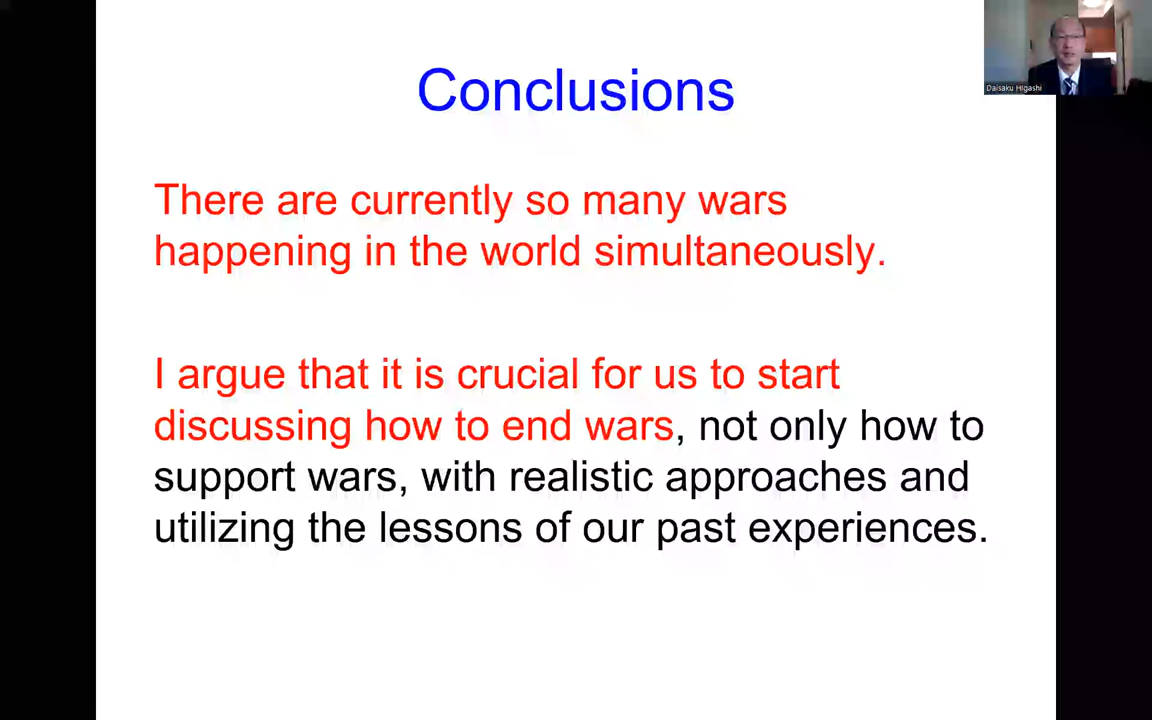 Conclusions
Daisaku Higashi
There are currently so many wars
happening in the world simultaneously.
I argue that it is crucial for us to start
discussing how to end wars, not only how to
support wars, with realistic approaches and
utilizing the lessons of our past experiences.